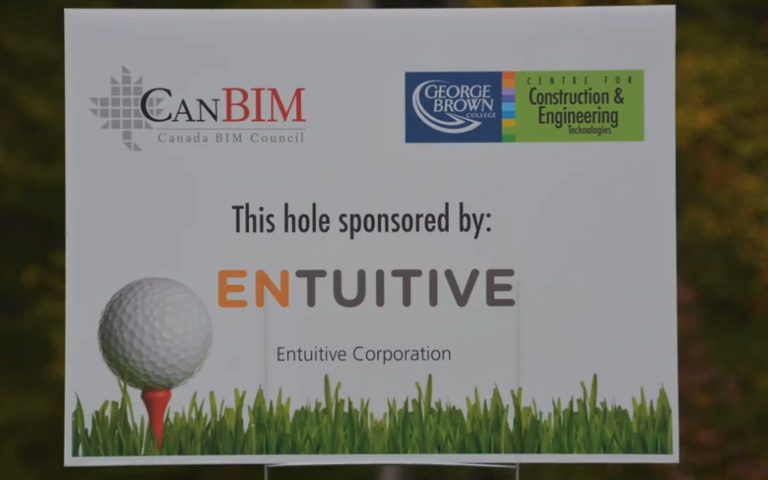 CANBIM
Canada BIM Council
GEORGE
BROWN
COLLEGE
CENTRE FOR
Construction &
Engineering
Technologies
This hole sponsored by:
ENTUITIVE
Entuitive Corporation